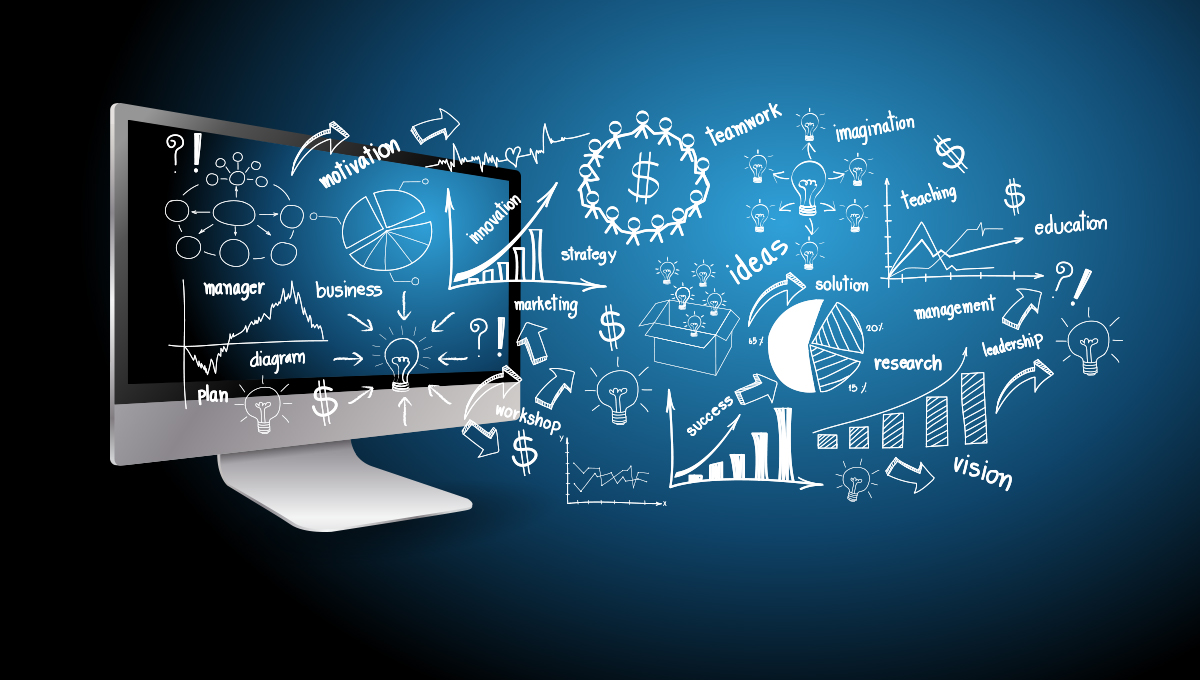 ? !
motivation
teamwork
imagination
$
$
teaching
$
innovation
education
strategy
ideas
manager
business
solution
? !
marketing
management
$
? !
20%
65%
diagram
leadership
research
15%
plan
$
success
workshop
$
y
vision
x